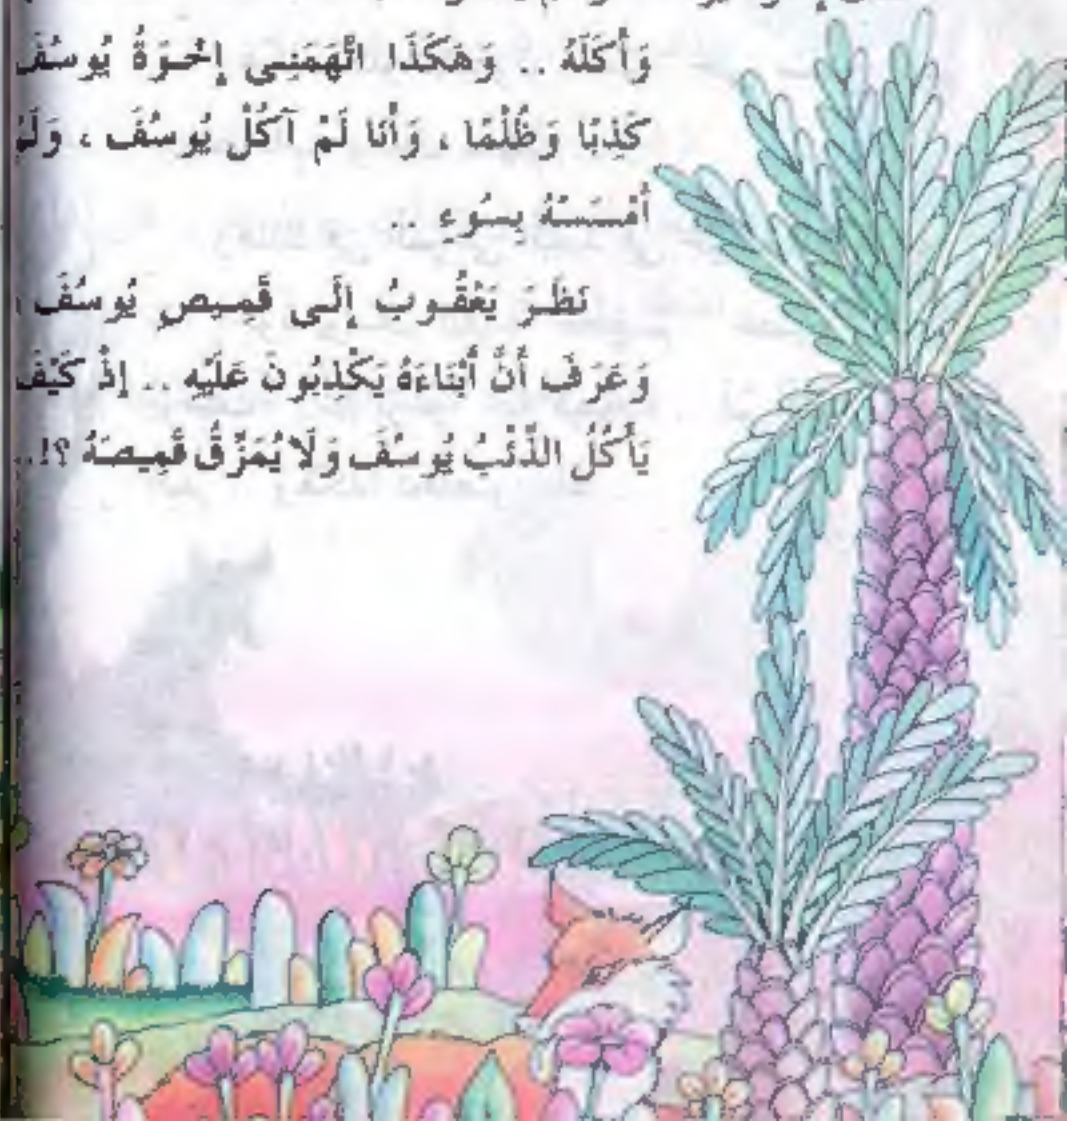 وَأَكَلَهُ .. وَهَكَذَا اتَّهَمَنِى إِخْوَةُ يُوسُفَ
كَذِبًا وَظُلْمًا ، وَأَنَا لَمْ آكُلْ يُوسُفَ ، وَلَمْ
أَمْسَسْهُ بِسُوءٍ ..
نَظَرَ يَعْقُوبُ إِلَى قَمِيصِ يُوسُفَ ،
وَعَرَفَ أَنَّ أَبْنَاءَهُ يَكْذِبُونَ عَلَيْهِ .. إِذْ كَيْفَ
يَأْكُلُ الذِّئْبُ يُوسُفَ وَلَا يُمَزِّقُ قَمِيصَهُ ؟!..